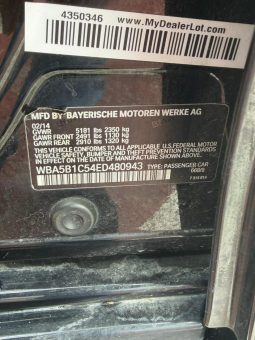 4350346
www.MyDealerLot.com
MFD BY BAYERISCHE MOTOREN WERKE AG
02/14
GVWR 5181 lbs 2350 kg
GAWR FRONT 2491 lbs 1130 kg
GAWR REAR 2910 lbs 1320 kg
THIS VEHICLE CONFORMS TO ALL APPLICABLE
U.S.FEDERAL MOTOR VEHICLE
SAFETY, BUMPER AND THEFT PREVENTION STANDARDS
IN EFFECT ON THE DATE OF MANUFACTURE SHOWN ABOVE
WBA5B1C54ED480943 TYPE: PASSENGER CAR